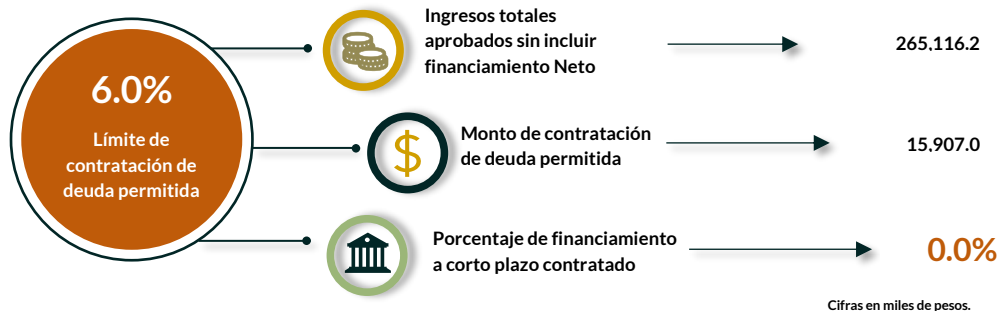 6.0%
Límite de
contratación de
deuda permitida
Ingresos totales
aprobados sin incluir
financiamiento Neto
265,116.2
$
Monto de contratación
de deuda permitida
15,907.0
Porcentaje de financiamiento
a corto plazo contratado
0.0%
Cifras en miles de pesos.